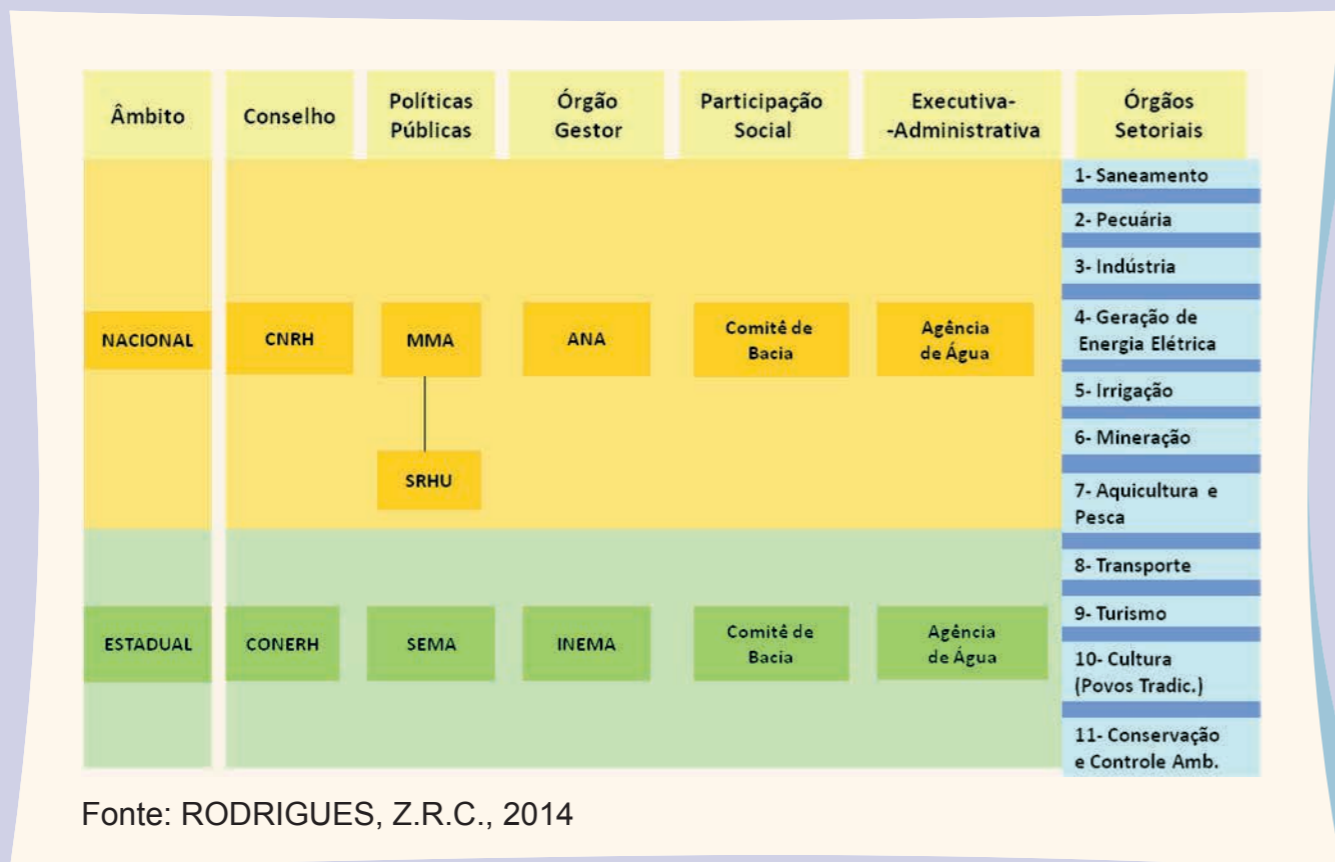 Âmbito
Conselho
Políticas
Públicas
Órgão
Gestor
Participação
Social
Executiva-
-Administrativa
Órgãos
Setoriais
NACIONAL
CNRH
MMA
SRHU
ANA
Comitê de
Bacia
Agência
de Água
ESTADUAL
CONERH
SEMA
INEMA
Comitê de
Bacia
Agência
de Água
1- Saneamento
2- Pecuária
3- Indústria
4- Geração de
Energia Elétrica
5- Irrigação
6- Mineração
7- Aquicultura e
Pesca
8- Transporte
9- Turismo
10- Cultura
(Povos Tradic.)
11- Conservação
e Controle Amb.
Fonte: RODRIGUES, Z.R.C., 2014